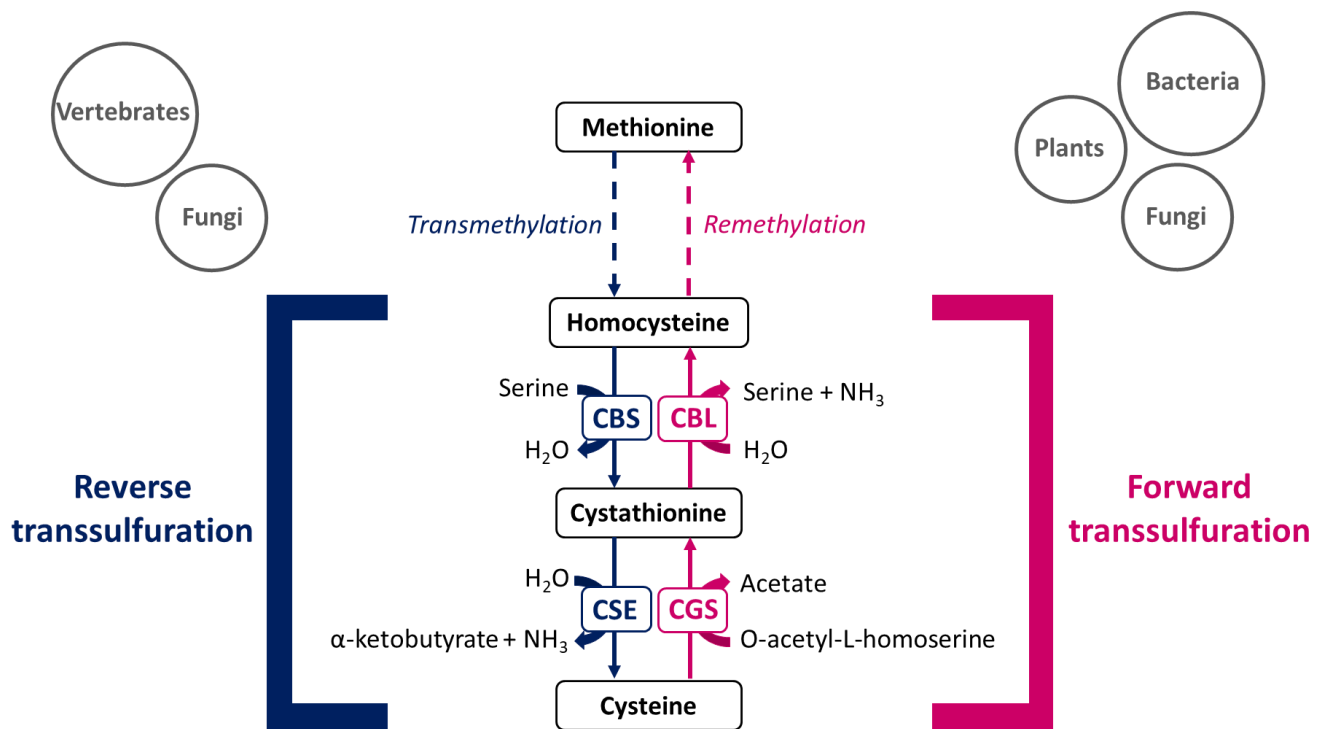 Vertebrates
Fungi
Bacteria
Plants
Fungi
Methionine
Transmethylation
Remethylation
Homocysteine
Serine
CBS
H₂O
CBL
Serine + NH₃
H₂O
Reverse
transsulfuration
Cystathionine
Forward
transsulfuration
H₂O
CSE
α-ketobutyrate + NH₃
CGS
Acetate
O-acetyl-L-homoserine
Cysteine